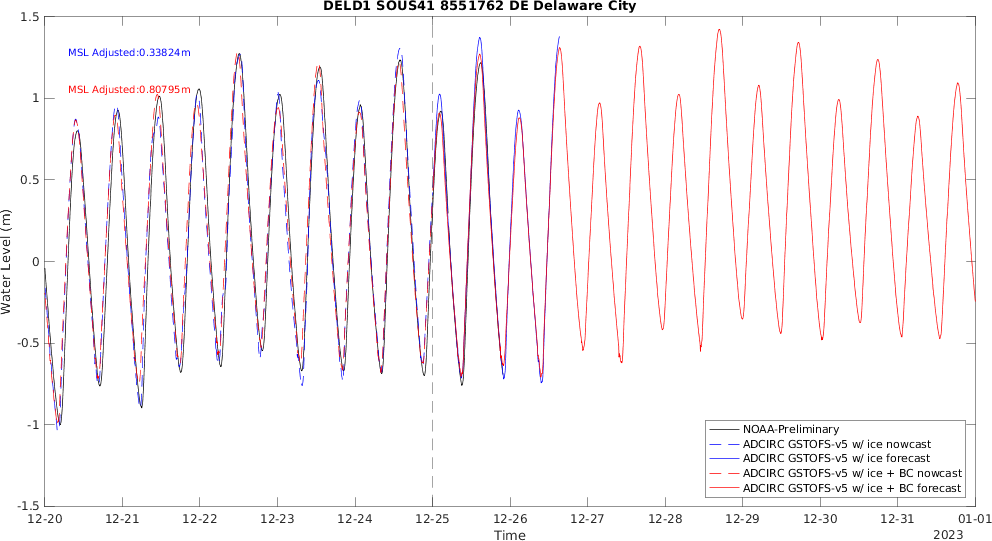 DELD1 SOUS41 8551762 DE Delaware City
1.5
MSL Adjusted:0.33824m
MSL Adjusted:0.80795m
1
0.5
0
-0.5
-1
-1.5
Water Level (m)
NOAA-Preliminary
ADCIRC GSTOFS-v5 w/ ice nowcast
ADCIRC GSTOFS-v5 w/ ice forecast
ADCIRC GSTOFS-v5 w/ ice + BC nowcast
ADCIRC GSTOFS-v5 w/ ice + BC forecast
12-20 12-21 12-22 12-23 12-24 12-25 12-26 12-27 12-28 12-29 12-30 12-31 01-01
Time
2023